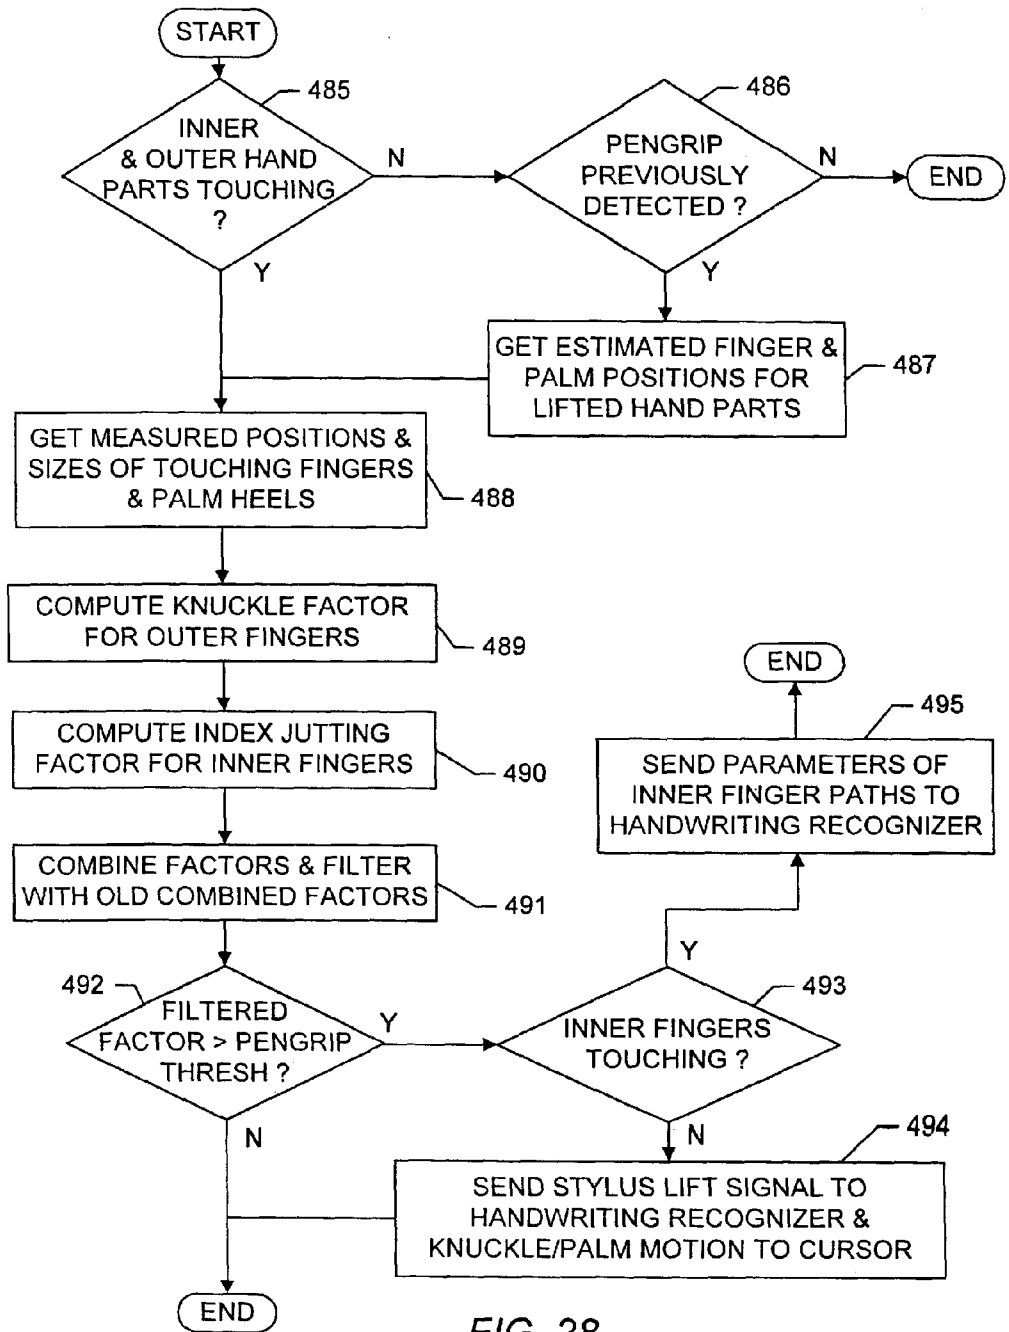 START
485
INNER
& OUTER HAND
PARTS TOUCHING
?
N
Y
486
PENGRIP
PREVIOUSLY
DETECTED ?
N
END
Y
GET ESTIMATED FINGER &
PALM POSITIONS FOR
LIFTED HAND PARTS
487
GET MEASURED POSITIONS &
SIZES OF TOUCHING FINGERS
& PALM HEELS
488
COMPUTE KNUCKLE FACTOR
FOR OUTER FINGERS
489
COMPUTE INDEX JUTTING
FACTOR FOR INNER FINGERS
490
COMBINE FACTORS & FILTER
WITH OLD COMBINED FACTORS
491
492
FILTERED
FACTOR > PENGRIP
THRESH ?
Y
N
END
495
SEND PARAMETERS OF
INNER FINGER PATHS TO
HANDWRITING RECOGNIZER
Y
493
INNER FINGERS
TOUCHING ?
N
494
SEND STYLUS LIFT SIGNAL TO
HANDWRITING RECOGNIZER &
KNUCKLE/PALM MOTION TO CURSOR
END